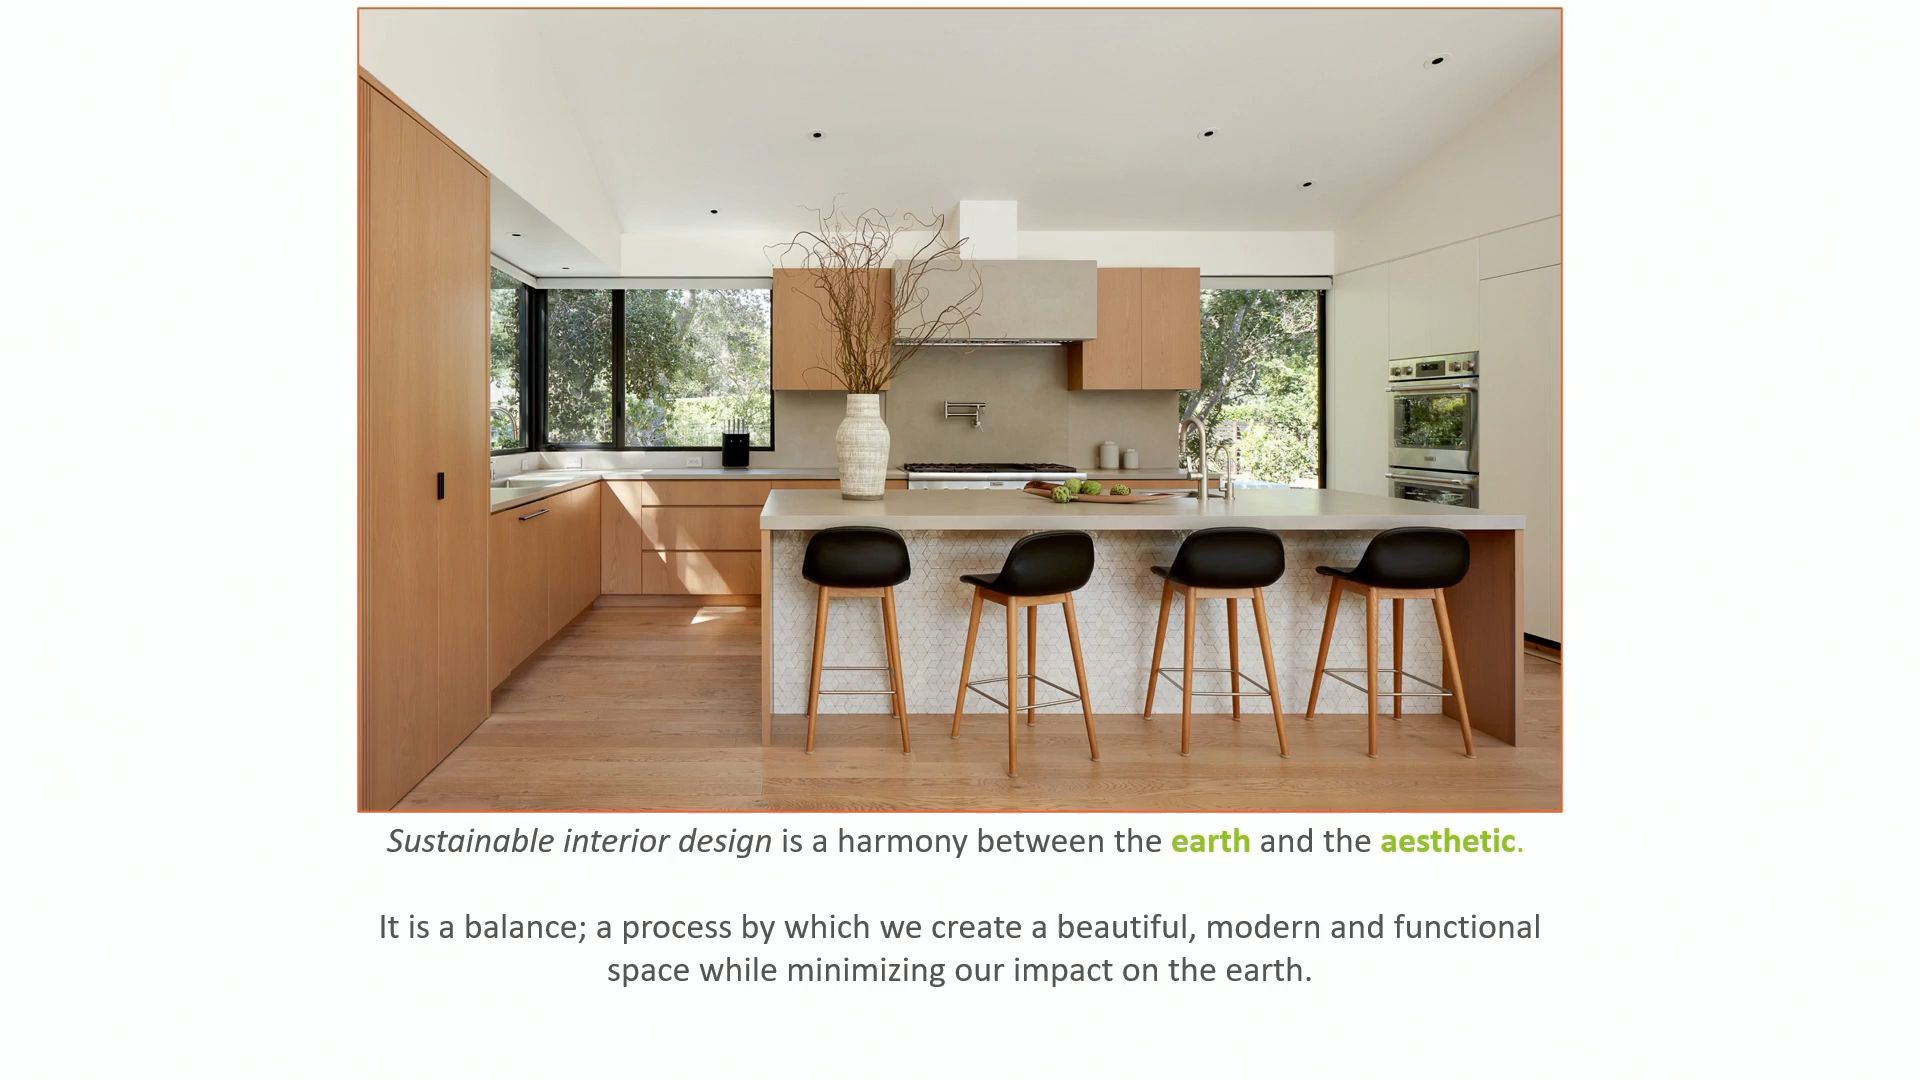 Sustainable interior design is a harmony between the earth and the aesthetic.
It is a balance; a process by which we create a beautiful, modern and functional
space while minimizing our impact on the earth.